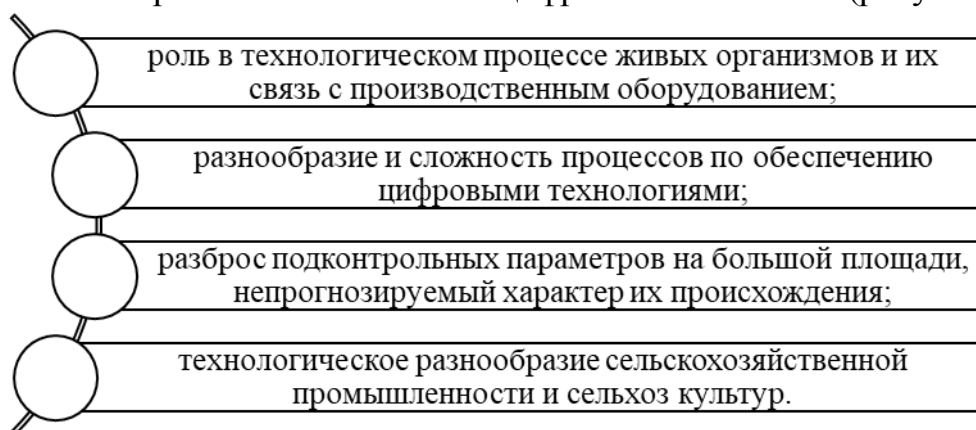 роль в технологическом процессе живых организмов и их
связь с производственным оборудованием;
разнообразие и сложность процессов по обеспечению
цифровыми технологиями;
разброс подконтрольных параметров на большой площади,
непрогнозируемый характер их происхождения;
технологическое разнообразие сельскохозяйственной
промышленности и сельхоз культур.